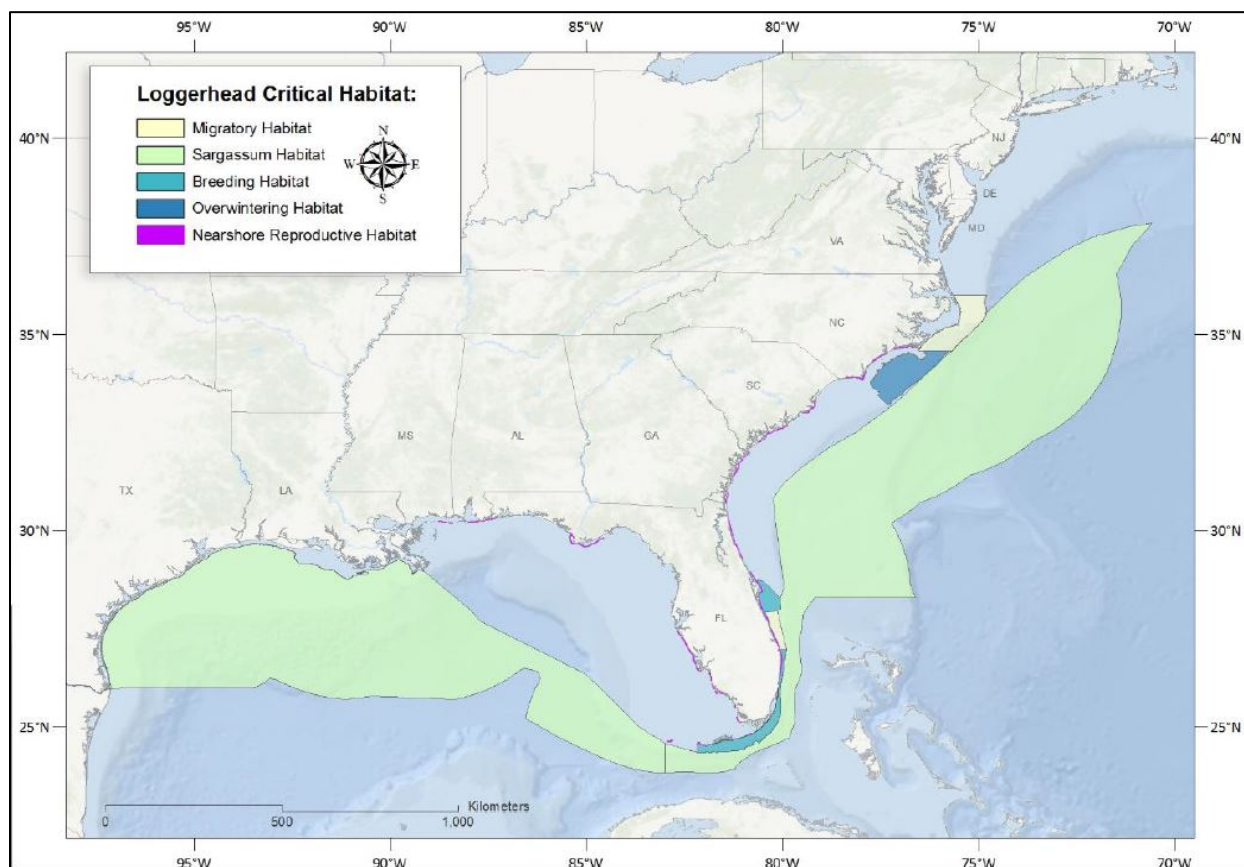 95°W 90°W 85°W 80°W 75°W 70°W
Loggerhead Critical Habitat:
Migratory Habitat
Sargassum Habitat
Breeding Habitat
Overwintering Habitat
Nearshore Reproductive Habitat
N
W E
S
40°N 40°N
NJ
DE
MD
VA
35°N 35°N
NC
SC
MS AL GA
TX LA
30°N 30°N
FL
25°N 25°N
Kilometers
0 500 1,000
95°W 90°W 85°W 80°W 75°W 70°W